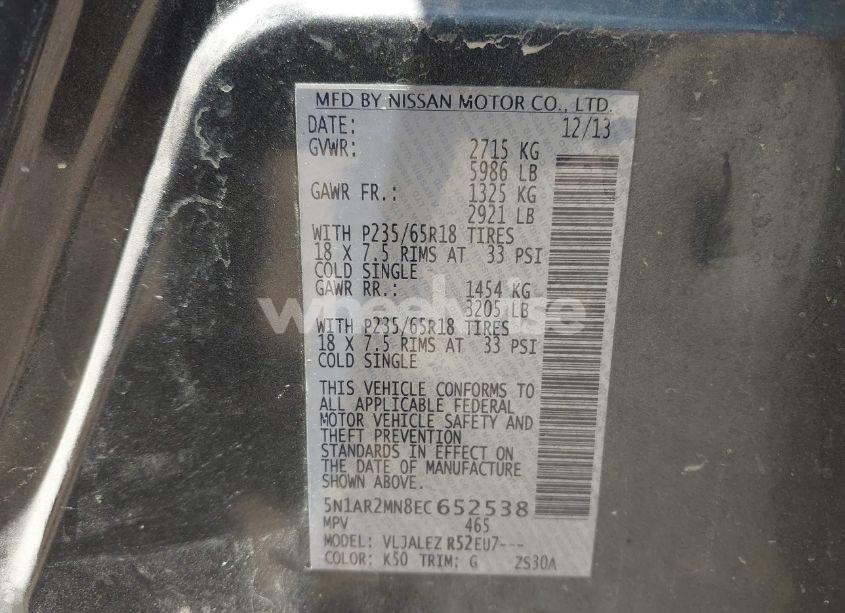 MFD BY NISSAN MOTOR CO., LTD.
DATE: 12/13
GVWR: 2715 KG
5986 LB
GAWR FR.: 1325 KG
2921 LB
WITH P235/65R18 TIRES
18 X 7.5 RIMS AT 33 PSI
COLD SINGLE
GAWR RR.: 1454 KG
3205 LB
WITH P235/65R18 TIRES
18 X 7.5 RIMS AT 33 PSI
COLD SINGLE
THIS VEHICLE CONFORMS TO
ALL APPLICABLE FEDERAL
MOTOR VEHICLE SAFETY AND
THEFT PREVENTION
STANDARDS IN EFFECT ON
THE DATE OF MANUFACTURE
SHOWN ABOVE.
5N1AR2MN8EC652538
MPV 465
MODEL: VLJALEZ R52EU7---
COLOR: K50 TRIM: G ZS30A